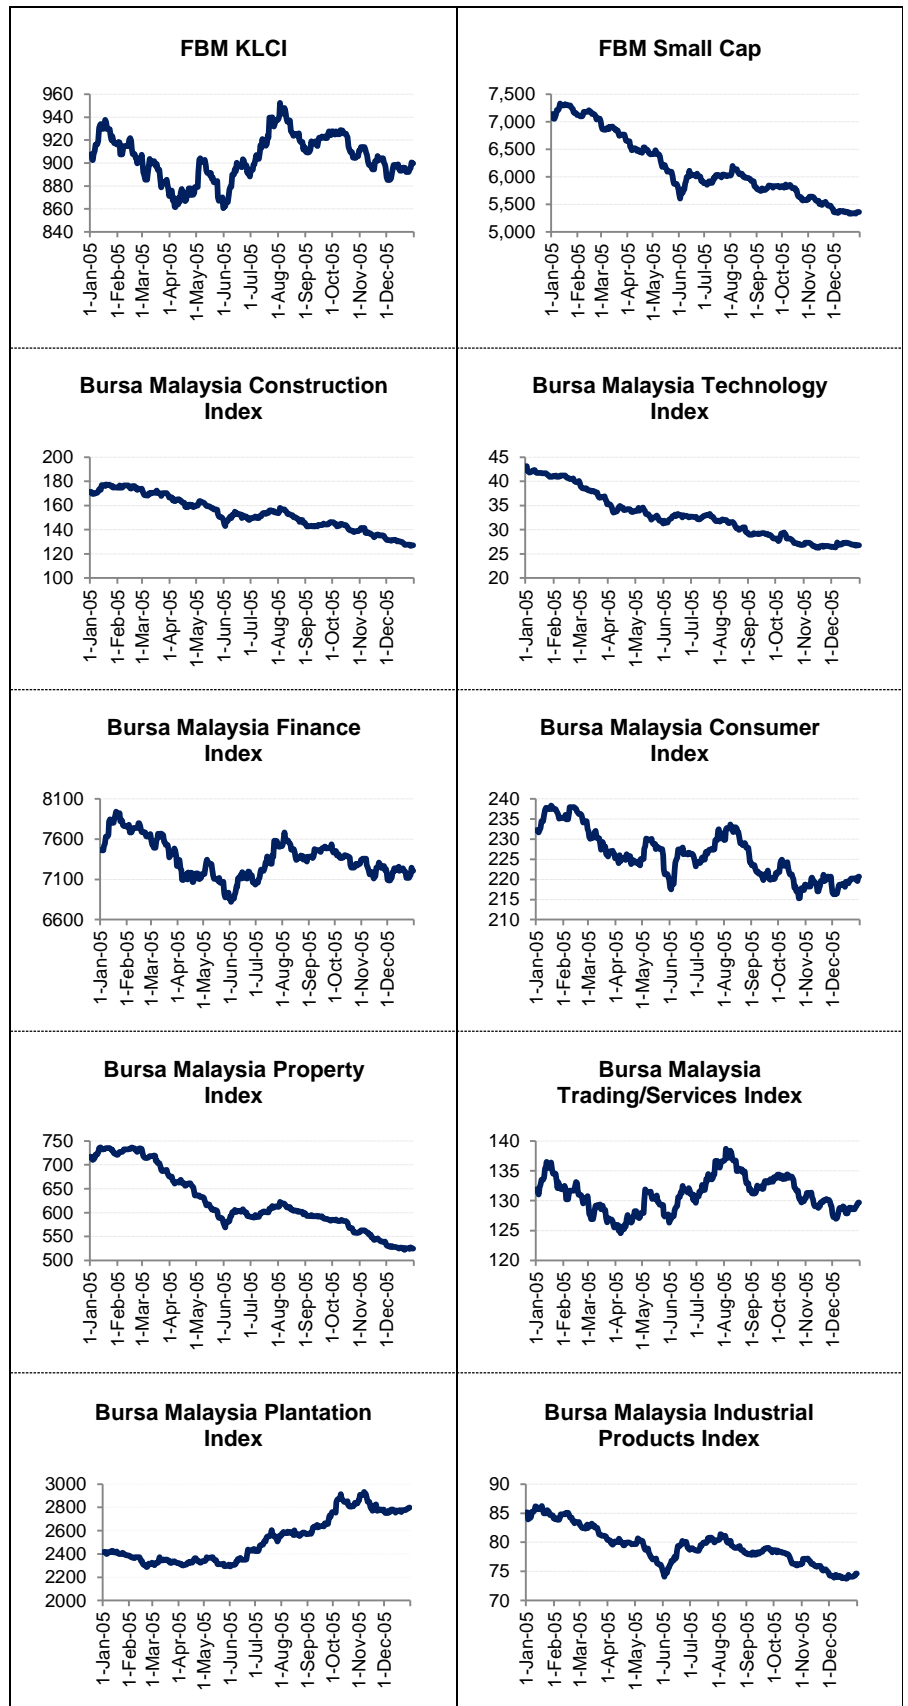 FBM KLCI
960
940
920
900
880
860
840
1-Jan-05
1-Feb-05
1-Mar-05
1-Apr-05
1-May-05
1-Jun-05
1-Jul-05
1-Aug-05
1-Sep-05
1-Oct-05
1-Nov-05
1-Dec-05
FBM Small Cap
7,500
7,000
6,500
6,000
5,500
5,000
1-Jan-05
1-Feb-05
1-Mar-05
1-Apr-05
1-May-05
1-Jun-05
1-Jul-05
1-Aug-05
1-Sep-05
1-Oct-05
1-Nov-05
1-Dec-05
Bursa Malaysia Construction
Index
200
180
160
140
120
100
1-Jan-05
1-Feb-05
1-Mar-05
1-Apr-05
1-May-05
1-Jun-05
1-Jul-05
1-Aug-05
1-Sep-05
1-Oct-05
1-Nov-05
1-Dec-05
Bursa Malaysia Technology
Index
45
40
35
30
25
20
1-Jan-05
1-Feb-05
1-Mar-05
1-Apr-05
1-May-05
1-Jun-05
1-Jul-05
1-Aug-05
1-Sep-05
1-Oct-05
1-Nov-05
1-Dec-05
Bursa Malaysia Finance
Index
8100
7600
7100
6600
1-Jan-05
1-Feb-05
1-Mar-05
1-Apr-05
1-May-05
1-Jun-05
1-Jul-05
1-Aug-05
1-Sep-05
1-Oct-05
1-Nov-05
1-Dec-05
Bursa Malaysia Consumer
Index
240
235
230
225
220
215
210
1-Jan-05
1-Feb-05
1-Mar-05
1-Apr-05
1-May-05
1-Jun-05
1-Jul-05
1-Aug-05
1-Sep-05
1-Oct-05
1-Nov-05
1-Dec-05
Bursa Malaysia Property
Index
750
700
650
600
550
500
1-Jan-05
1-Feb-05
1-Mar-05
1-Apr-05
1-May-05
1-Jun-05
1-Jul-05
1-Aug-05
1-Sep-05
1-Oct-05
1-Nov-05
1-Dec-05
Bursa Malaysia
Trading/Services Index
140
135
130
125
120
1-Jan-05
1-Feb-05
1-Mar-05
1-Apr-05
1-May-05
1-Jun-05
1-Jul-05
1-Aug-05
1-Sep-05
1-Oct-05
1-Nov-05
1-Dec-05
Bursa Malaysia Plantation
Index
3000
2800
2600
2400
2200
2000
1-Jan-05
1-Feb-05
1-Mar-05
1-Apr-05
1-May-05
1-Jun-05
1-Jul-05
1-Aug-05
1-Sep-05
1-Oct-05
1-Nov-05
1-Dec-05
Bursa Malaysia Industrial
Products Index
90
85
80
75
70
1-Jan-05
1-Feb-05
1-Mar-05
1-Apr-05
1-May-05
1-Jun-05
1-Jul-05
1-Aug-05
1-Sep-05
1-Oct-05
1-Nov-05
1-Dec-05